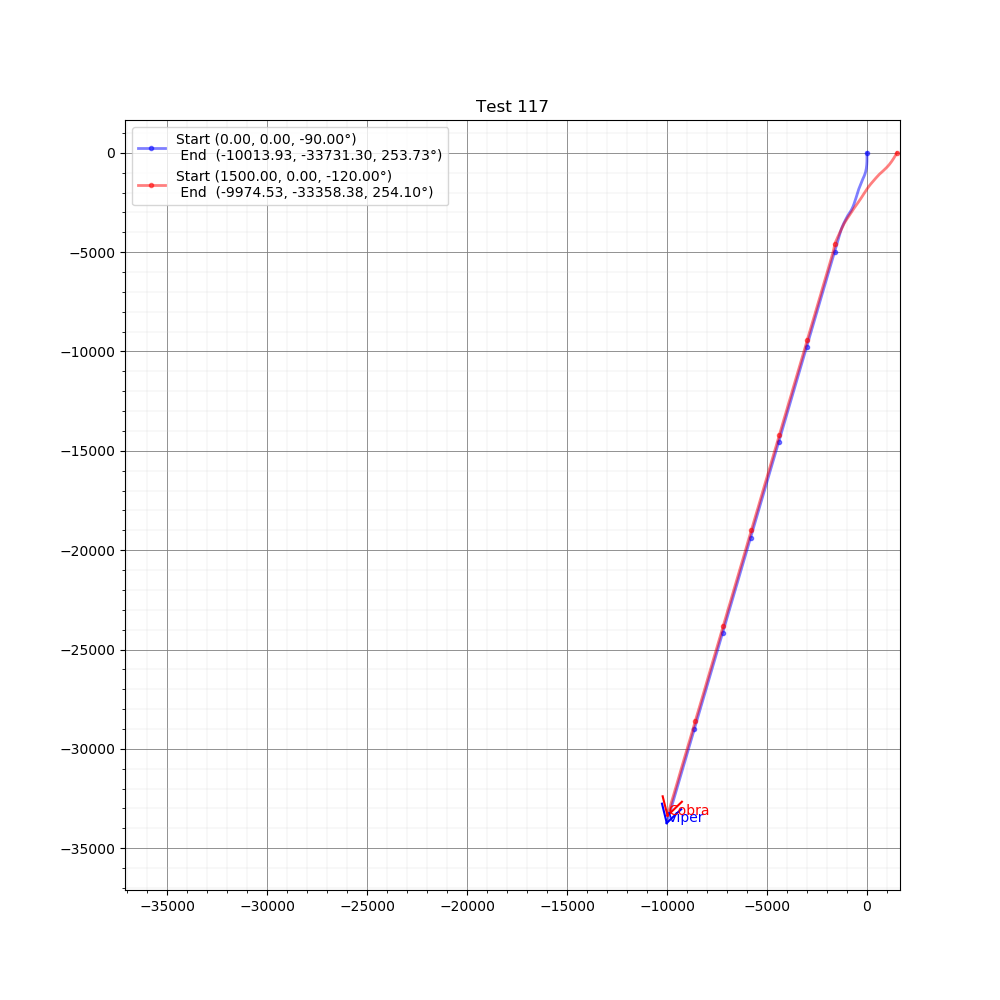 Test 117
Start (0.00, 0.00, -90.00°)
End (-10013.93, -33731.30, 253.73°)
Start (1500.00, 0.00, -120.00°)
End (-9974.53, -33358.38, 254.10°)
0
−5000
−10000
−15000
−20000
−25000
−30000
−35000
Cobra
Viper
−35000 −30000 −25000 −20000 −15000 −10000 −5000 0